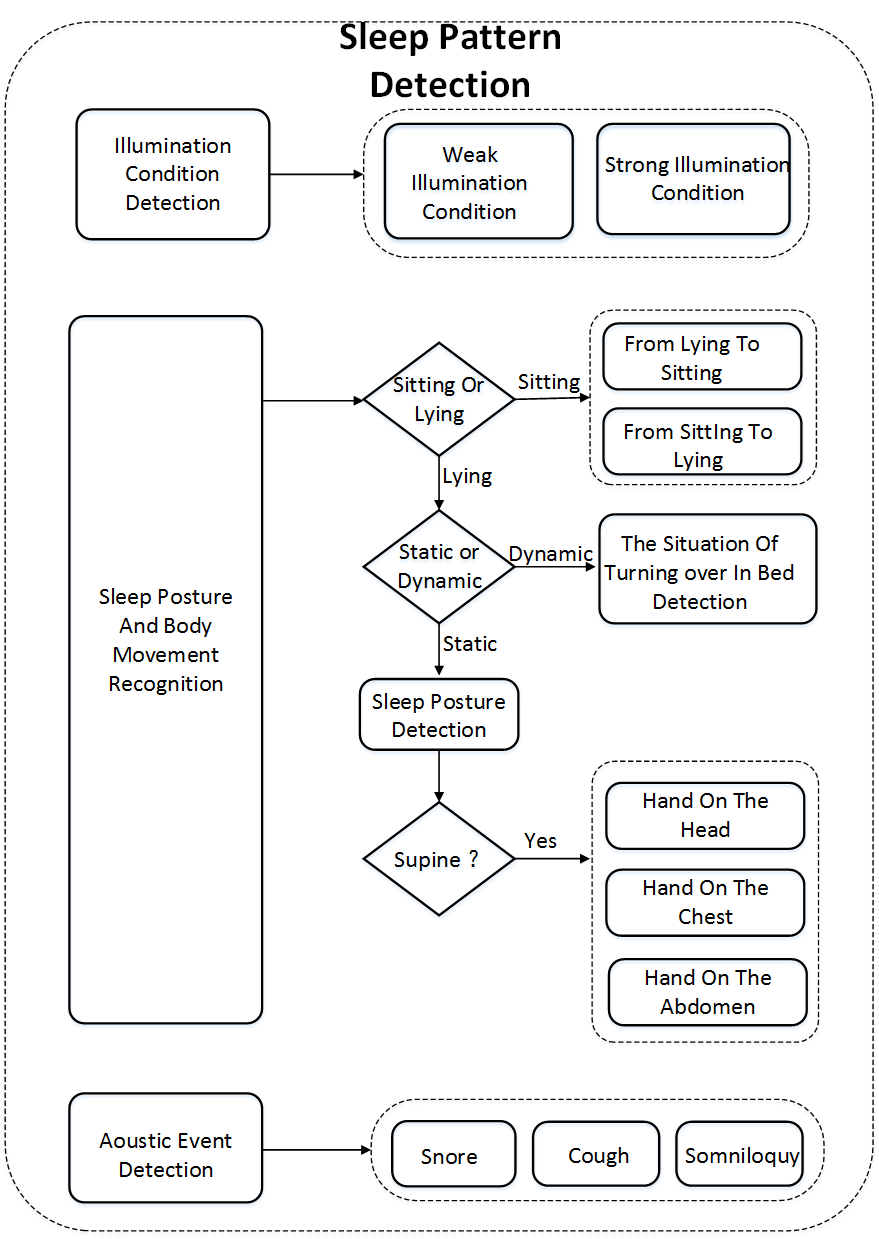 Sleep Pattern
Detection
Illumination
Condition
Detection
Weak
Illumination
Condition
Strong Illumination
Condition
Sleep Posture
And Body
Movement
Recognition
Sitting Or
Lying
Sitting
From Lying To
Sitting
From SittIng To
Lying
Lying
Static or
Dynamic
Dynamic
The Situation Of
Turning over In Bed
Detection
Static
Sleep Posture
Detection
Supine ?
Yes
Hand On The
Head
Hand On The
Chest
Hand On The
Abdomen
Aoustic Event
Detection
Snore
Cough
Somniloquy